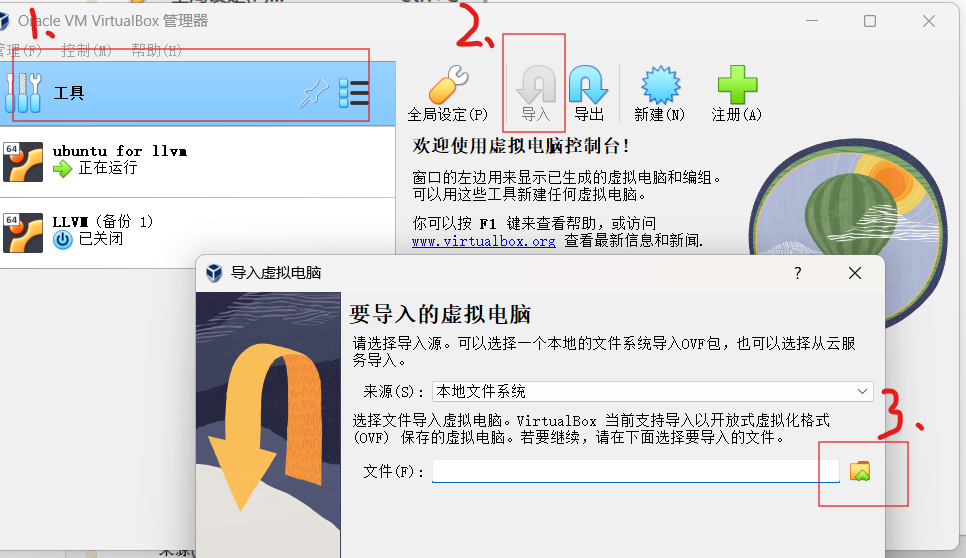 Oracle VM VirtualBox 管理器
1、
2、
管理(F) 控制(M) 帮助(H)
工具
全局设定(P) 导入 导出 新建(N) 注册(A)
64
ubuntu for llvm
正在运行
64
LLVM (备份 1)
已关闭
欢迎使用虚拟电脑控制台!
窗口的左边用来显示已生成的虚拟电脑和编组。
可以用这些工具新建任何虚拟电脑。
你可以按 F1 键来查看帮助，或访问
www.virtualbox.org 查看最新信息和新闻.
导入虚拟电脑
?
要导入的虚拟电脑
请选择导入源。可以选择一个本地的文件系统导入OVF包，也可以选择从云服
务导入。
来源(S): 本地文件系统
3、
选择文件导入虚拟电脑。VirtualBox 当前支持导入以开放式虚拟化格式
(OVF) 保存的虚拟电脑。若要继续，请在下面选择要导入的文件。
文件(F):